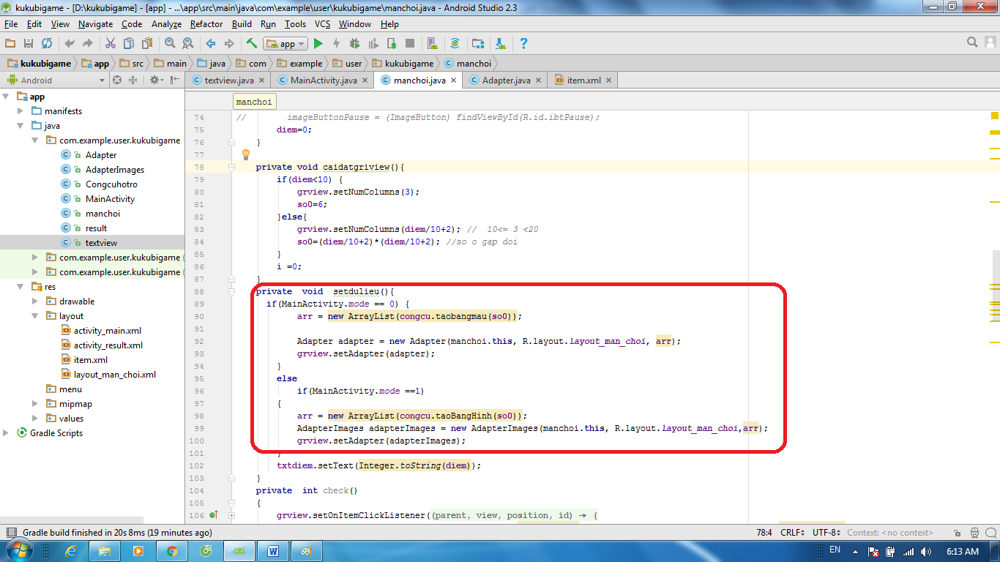 kukubigame - [D:\kukubigame] - [app] - ...\app\src\main\java\com\example\user\kukubigame\manchoi.java - Android Studio 2.3
File Edit View Navigate Code Analyze Refactor Build Run Tools VCS Window Help
app
kukubigame app src main java com example user kukubigame manchoi
Android
textview.java MainActivity.java manchoi.java Adapter.java item.xml
app
manifests
java
com.example.user.kukubigame
Adapter
AdapterImages
Congcuhotro
MainActivity
manchoi
result
textview
com.example.user.kukubigame (
com.example.user.kukubigame (
res
drawable
layout
activity_main.xml
activity_result.xml
item.xml
layout_man_choi.xml
menu
mipmap
values
Gradle Scripts
manchoi
74 // imageButtonPause = (ImageButton) findViewById(R.id.ibtPause);
75 diem=0;
76 }
77
78 private void caidatgriview(){
79 if(diem<10) {
80 grview.setNumColumns(3);
81 so0=6;
82 }else{
83 grview.setNumColumns(diem/10+2); // 10<= 3 <20
84 so0=(diem/10+2)*(diem/10+2); //so o gap doi
85 }
86 i =0;
87 }
88 private void setdulieu(){
89 if(MainActivity.mode == 0) {
90 arr = new ArrayList(congcu.taobangmau(so0));
91
92 Adapter adapter = new Adapter(manchoi.this, R.layout.layout_man_choi, arr);
93 grview.setAdapter(adapter);
94 }
95 else
96 if(MainActivity.mode ==1)
97 {
98 arr = new ArrayList(congcu.taoBangHinh(so0));
99 AdapterImages adapterImages = new AdapterImages(manchoi.this, R.layout.layout_man_choi,arr);
100 grview.setAdapter(adapterImages);
101 }
102 txtdiem.setText(Integer.toString(diem));
103 }
104 private int check()
105 {
106 grview.setOnItemClickListener((parent, view, position, id) → {
Gradle build finished in 20s 8ms (19 minutes ago)
78:4 CRLF UTF-8 Context: <no context>
EN 6:13 AM